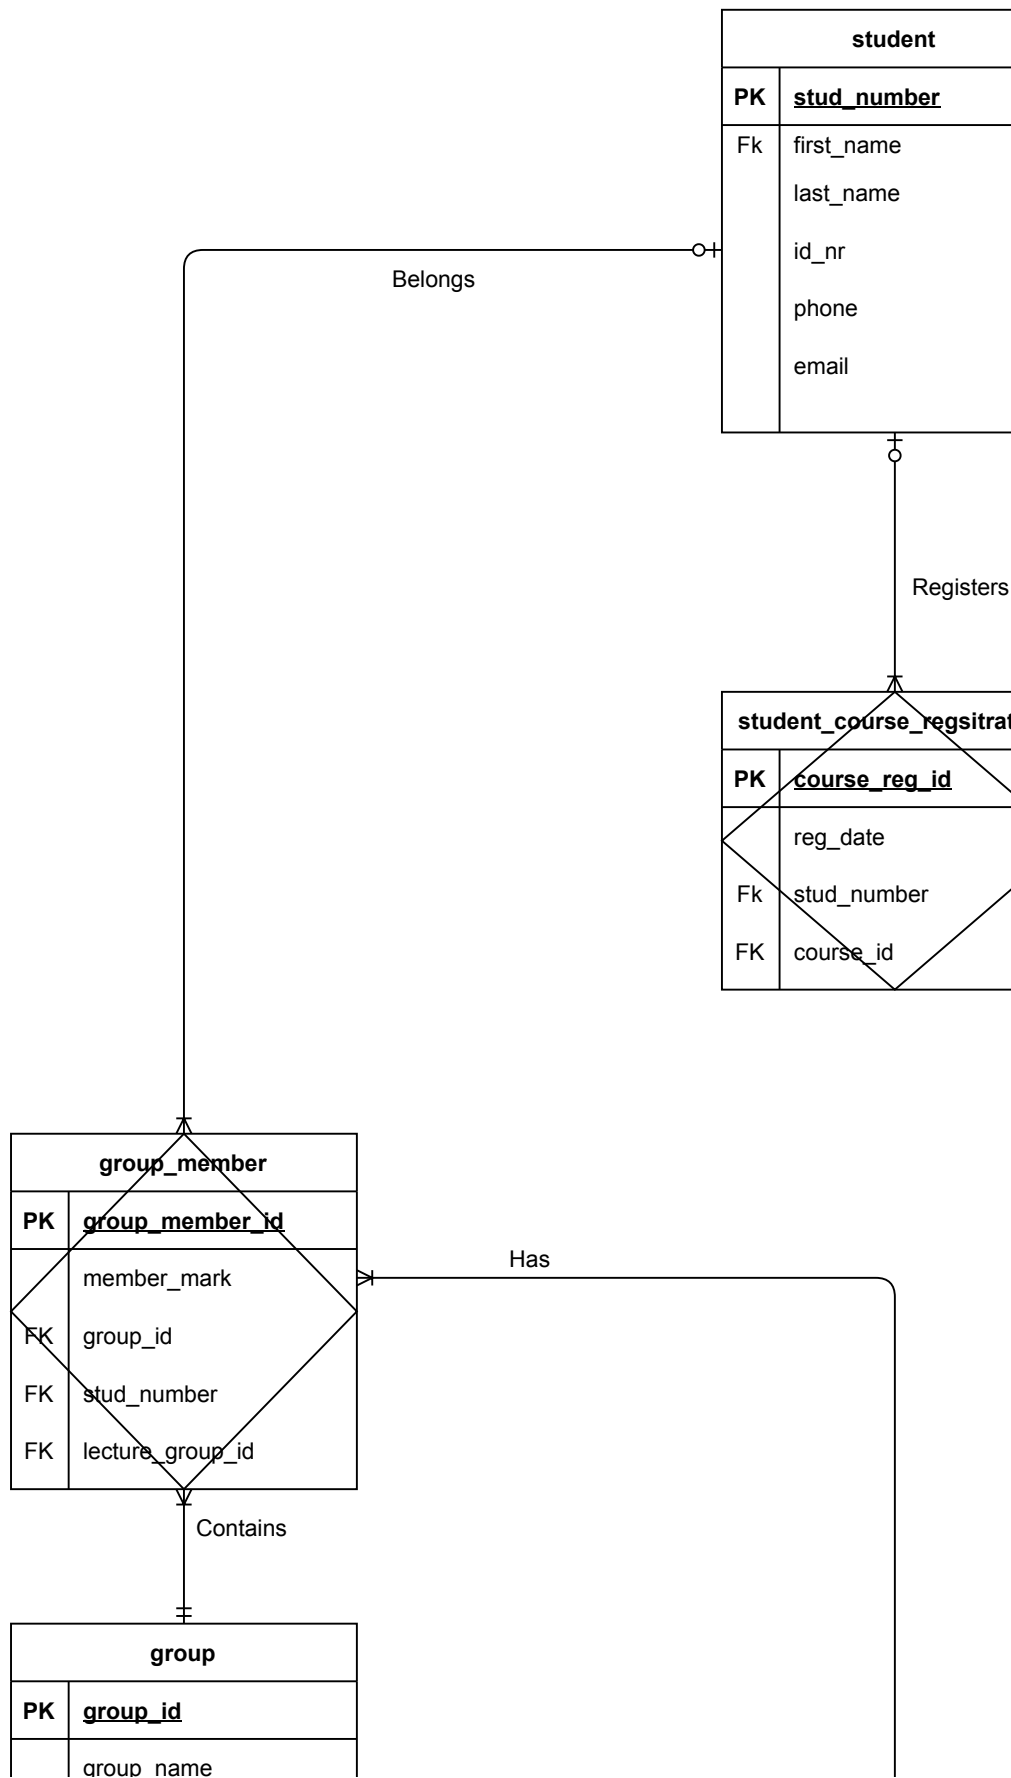 student
PK stud_number
Fk first_name
last_name
id_nr
phone
email
Belongs
Registers
student_course_regsitrat
PK course_reg_id
reg_date
Fk stud_number
FK course_id
group_member
PK group_member_id
member_mark
FK group_id
FK stud_number
FK lecture_group_id
Has
Contains
group
PK group_id
group_name